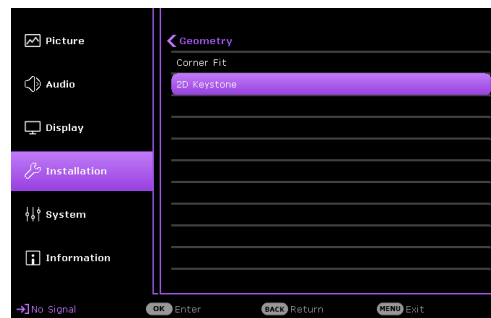 Picture
Audio
Display
Installation
System
Information
Geometry
Corner Fit
2D Keystone
No Signal
OK Enter
BACK Return
MENU Exit